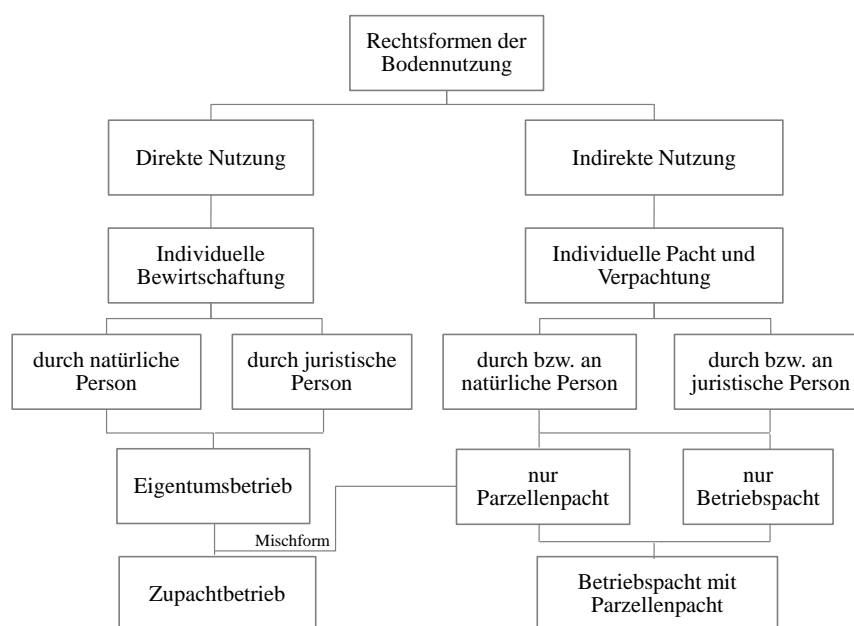 Rechtsformen der
Bodennutzung
Direkte Nutzung
Indirekte Nutzung
Individuelle
Bewirtschaftung
Individuelle Pacht und
Verpachtung
durch natürliche
Person
durch juristische
Person
durch bzw. an
natürliche Person
durch bzw. an
juristische Person
Eigentumsbetrieb
nur
Parzellenpacht
nur
Betriebspacht
Mischform
Zupachtbetrieb
Betriebspacht mit
Parzellenpacht